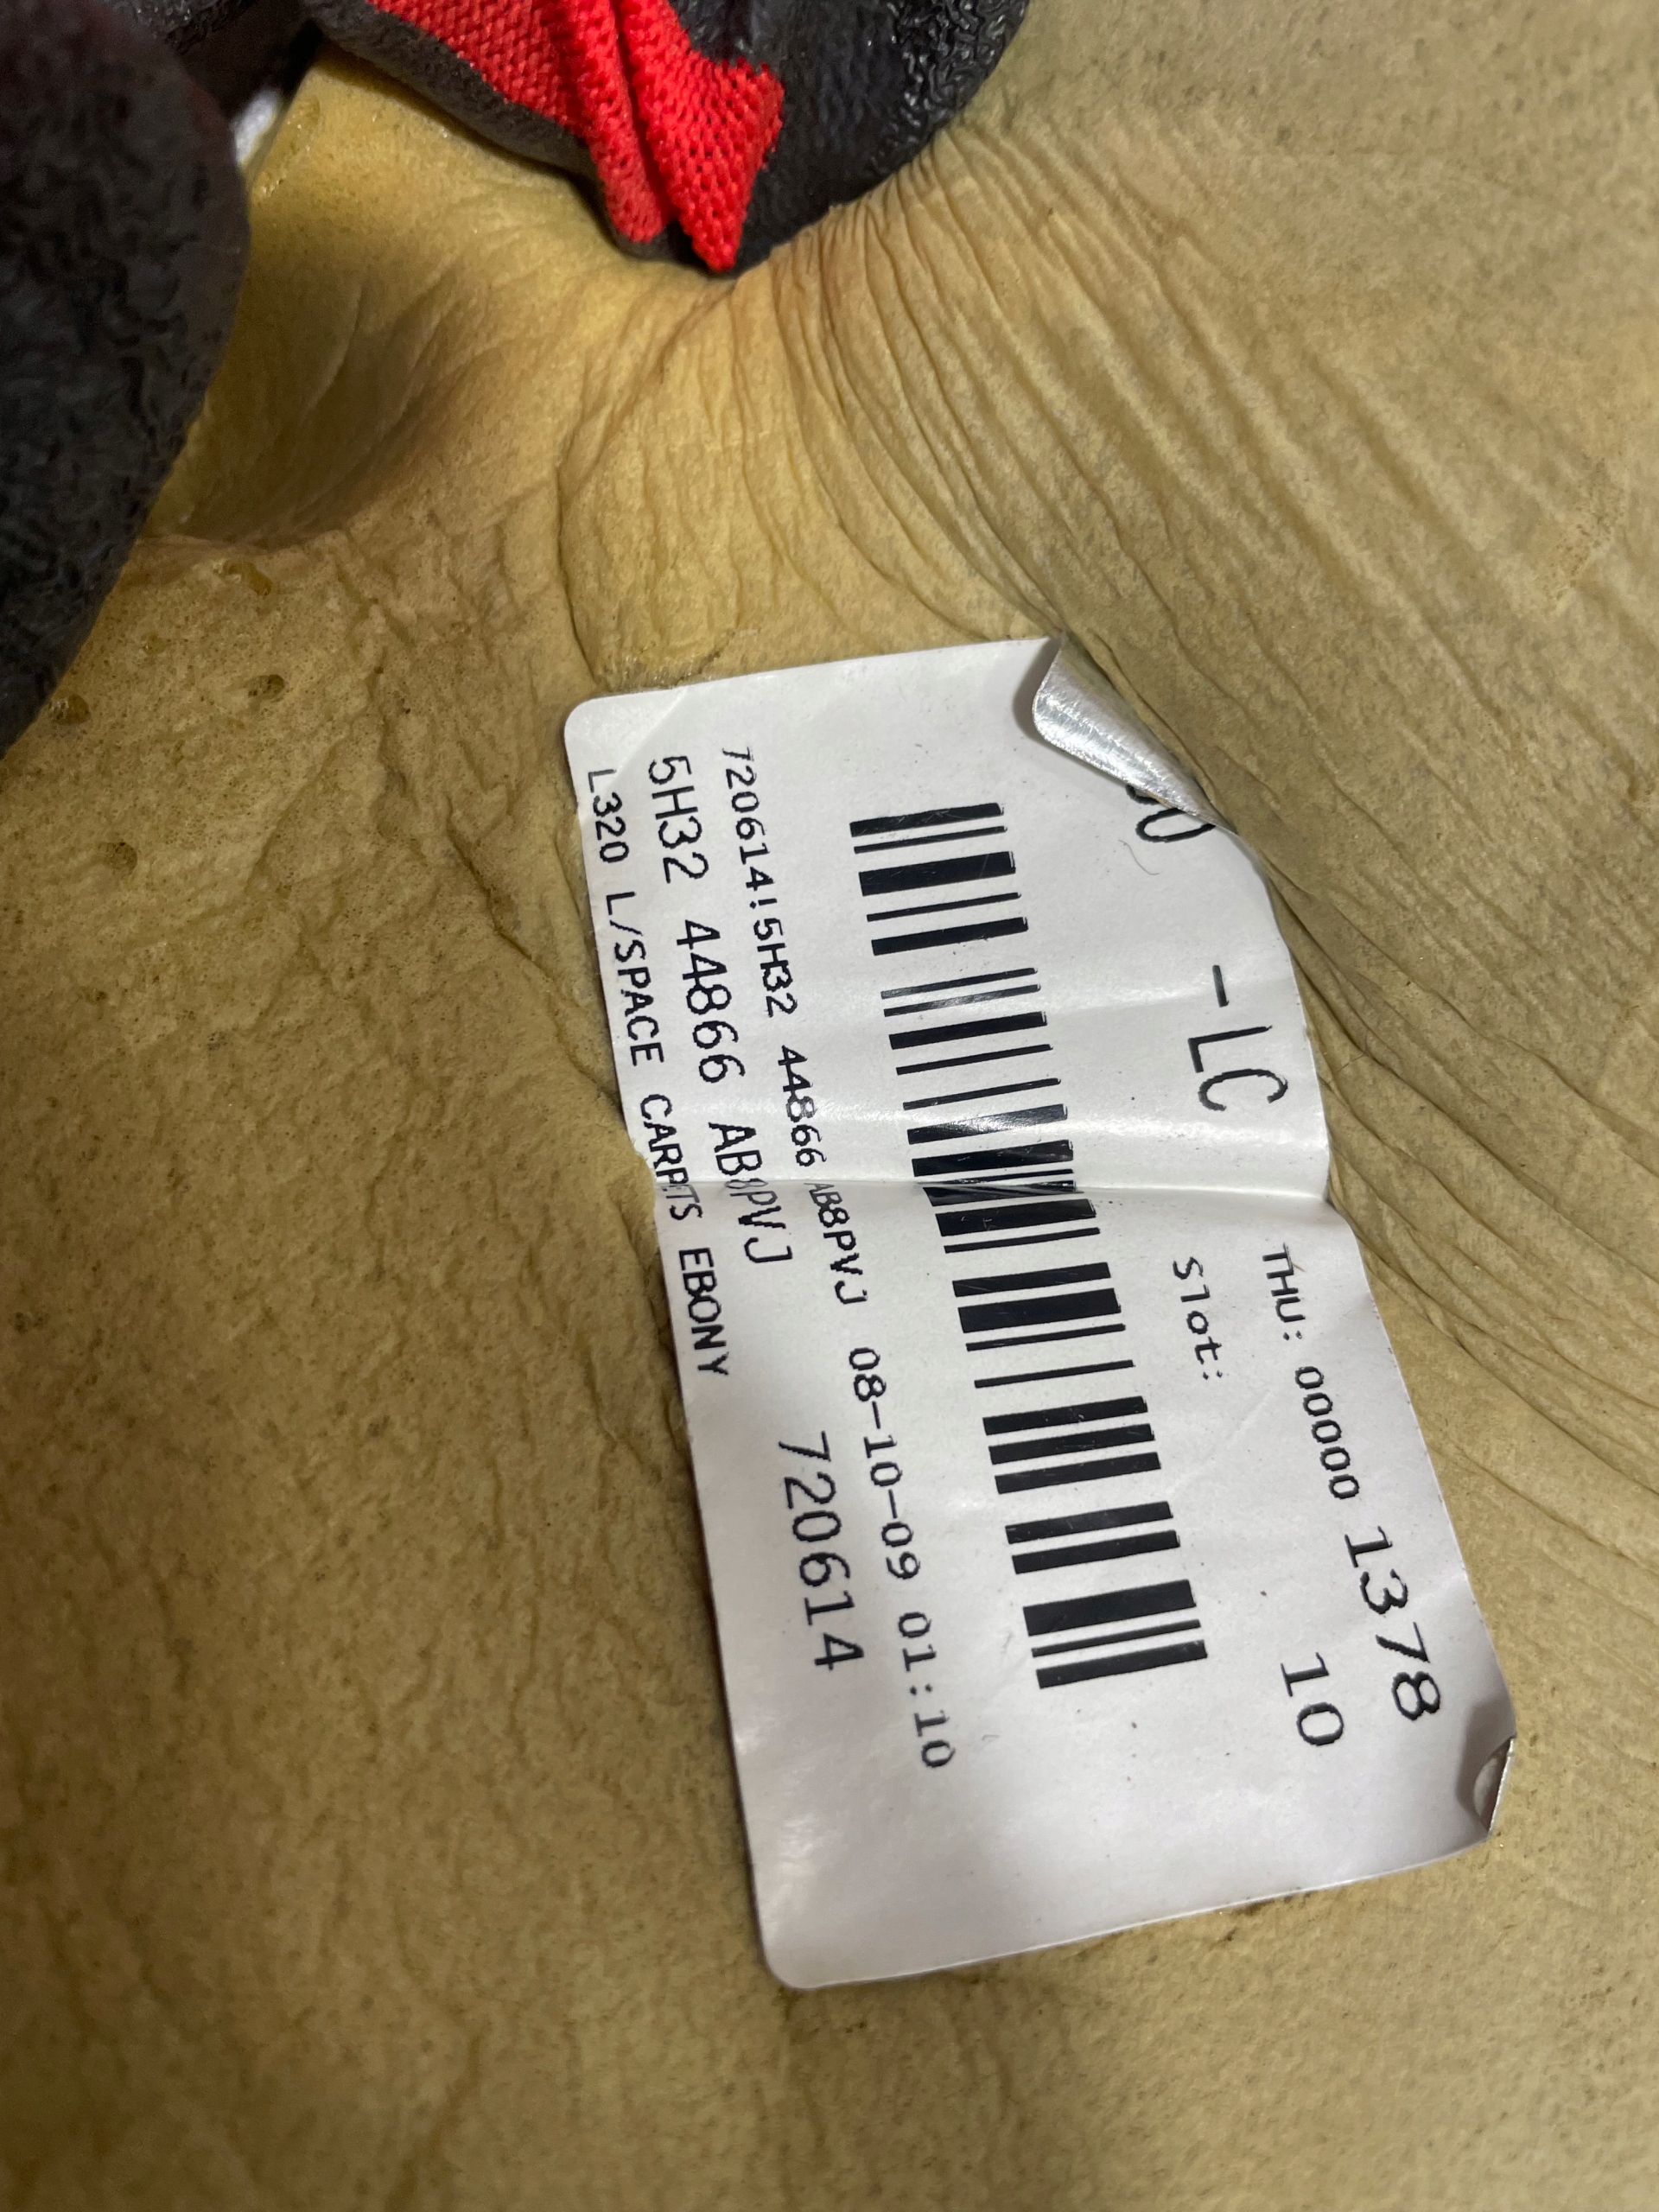 -LC THU: 00000 1378
Slot: 10
720614!5H32 44866 AB8PVJ 08-10-09 01:10
5H32 44866 AB8PVJ 720614
L320 L/SPACE CARPTS EBONY